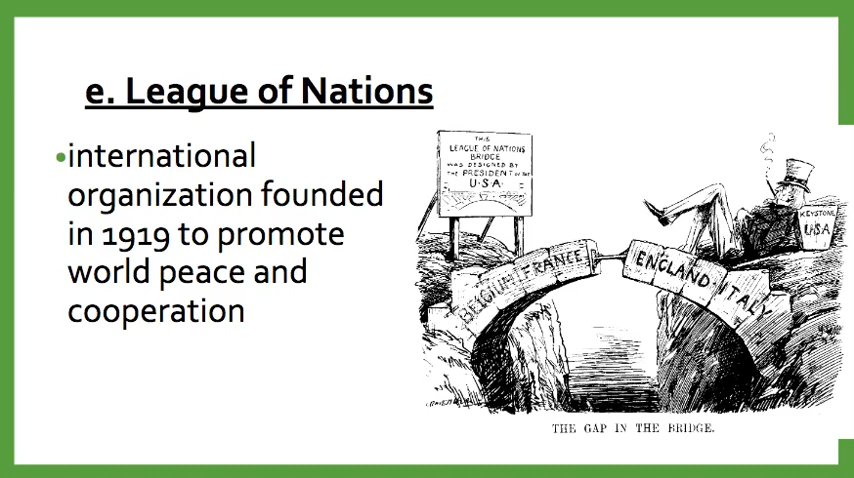 e. League of Nations
•international
organization founded
in 1919 to promote
world peace and
cooperation
THIS
LEAGUE OF NATIONS
BRIDGE
WAS DESIGNED BY
THE PRESIDENT OF THE
U.S.A.
KEYSTONE
USA
BELGIUM FRANCE
ENGLAND ITALY
THE GAP IN THE BRIDGE.